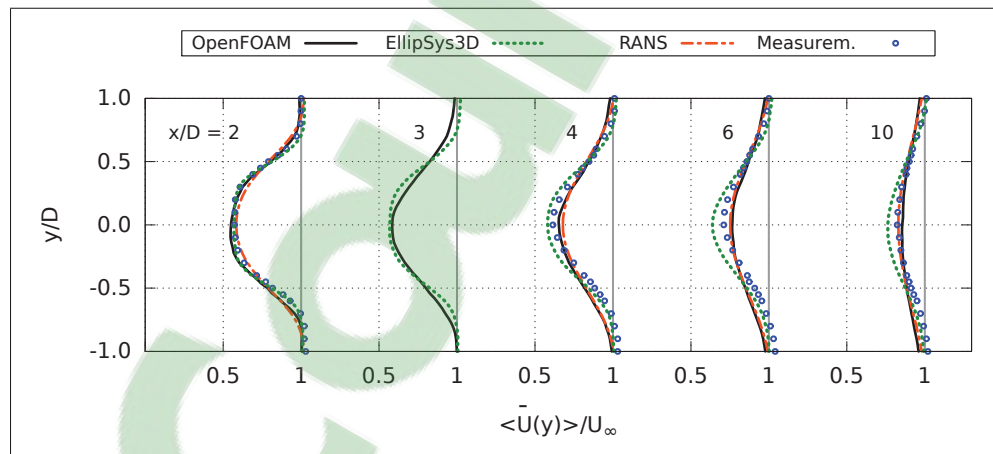 OpenFOAM EllipSys3D RANS Measurem.
1.0
0.5
0.0
-0.5
-1.0
y/D
x/D = 2 3 4 6 10
0.5 1 0.5 1 0.5 1 0.5 1 0.5 1
<Ū(y)>/U∞